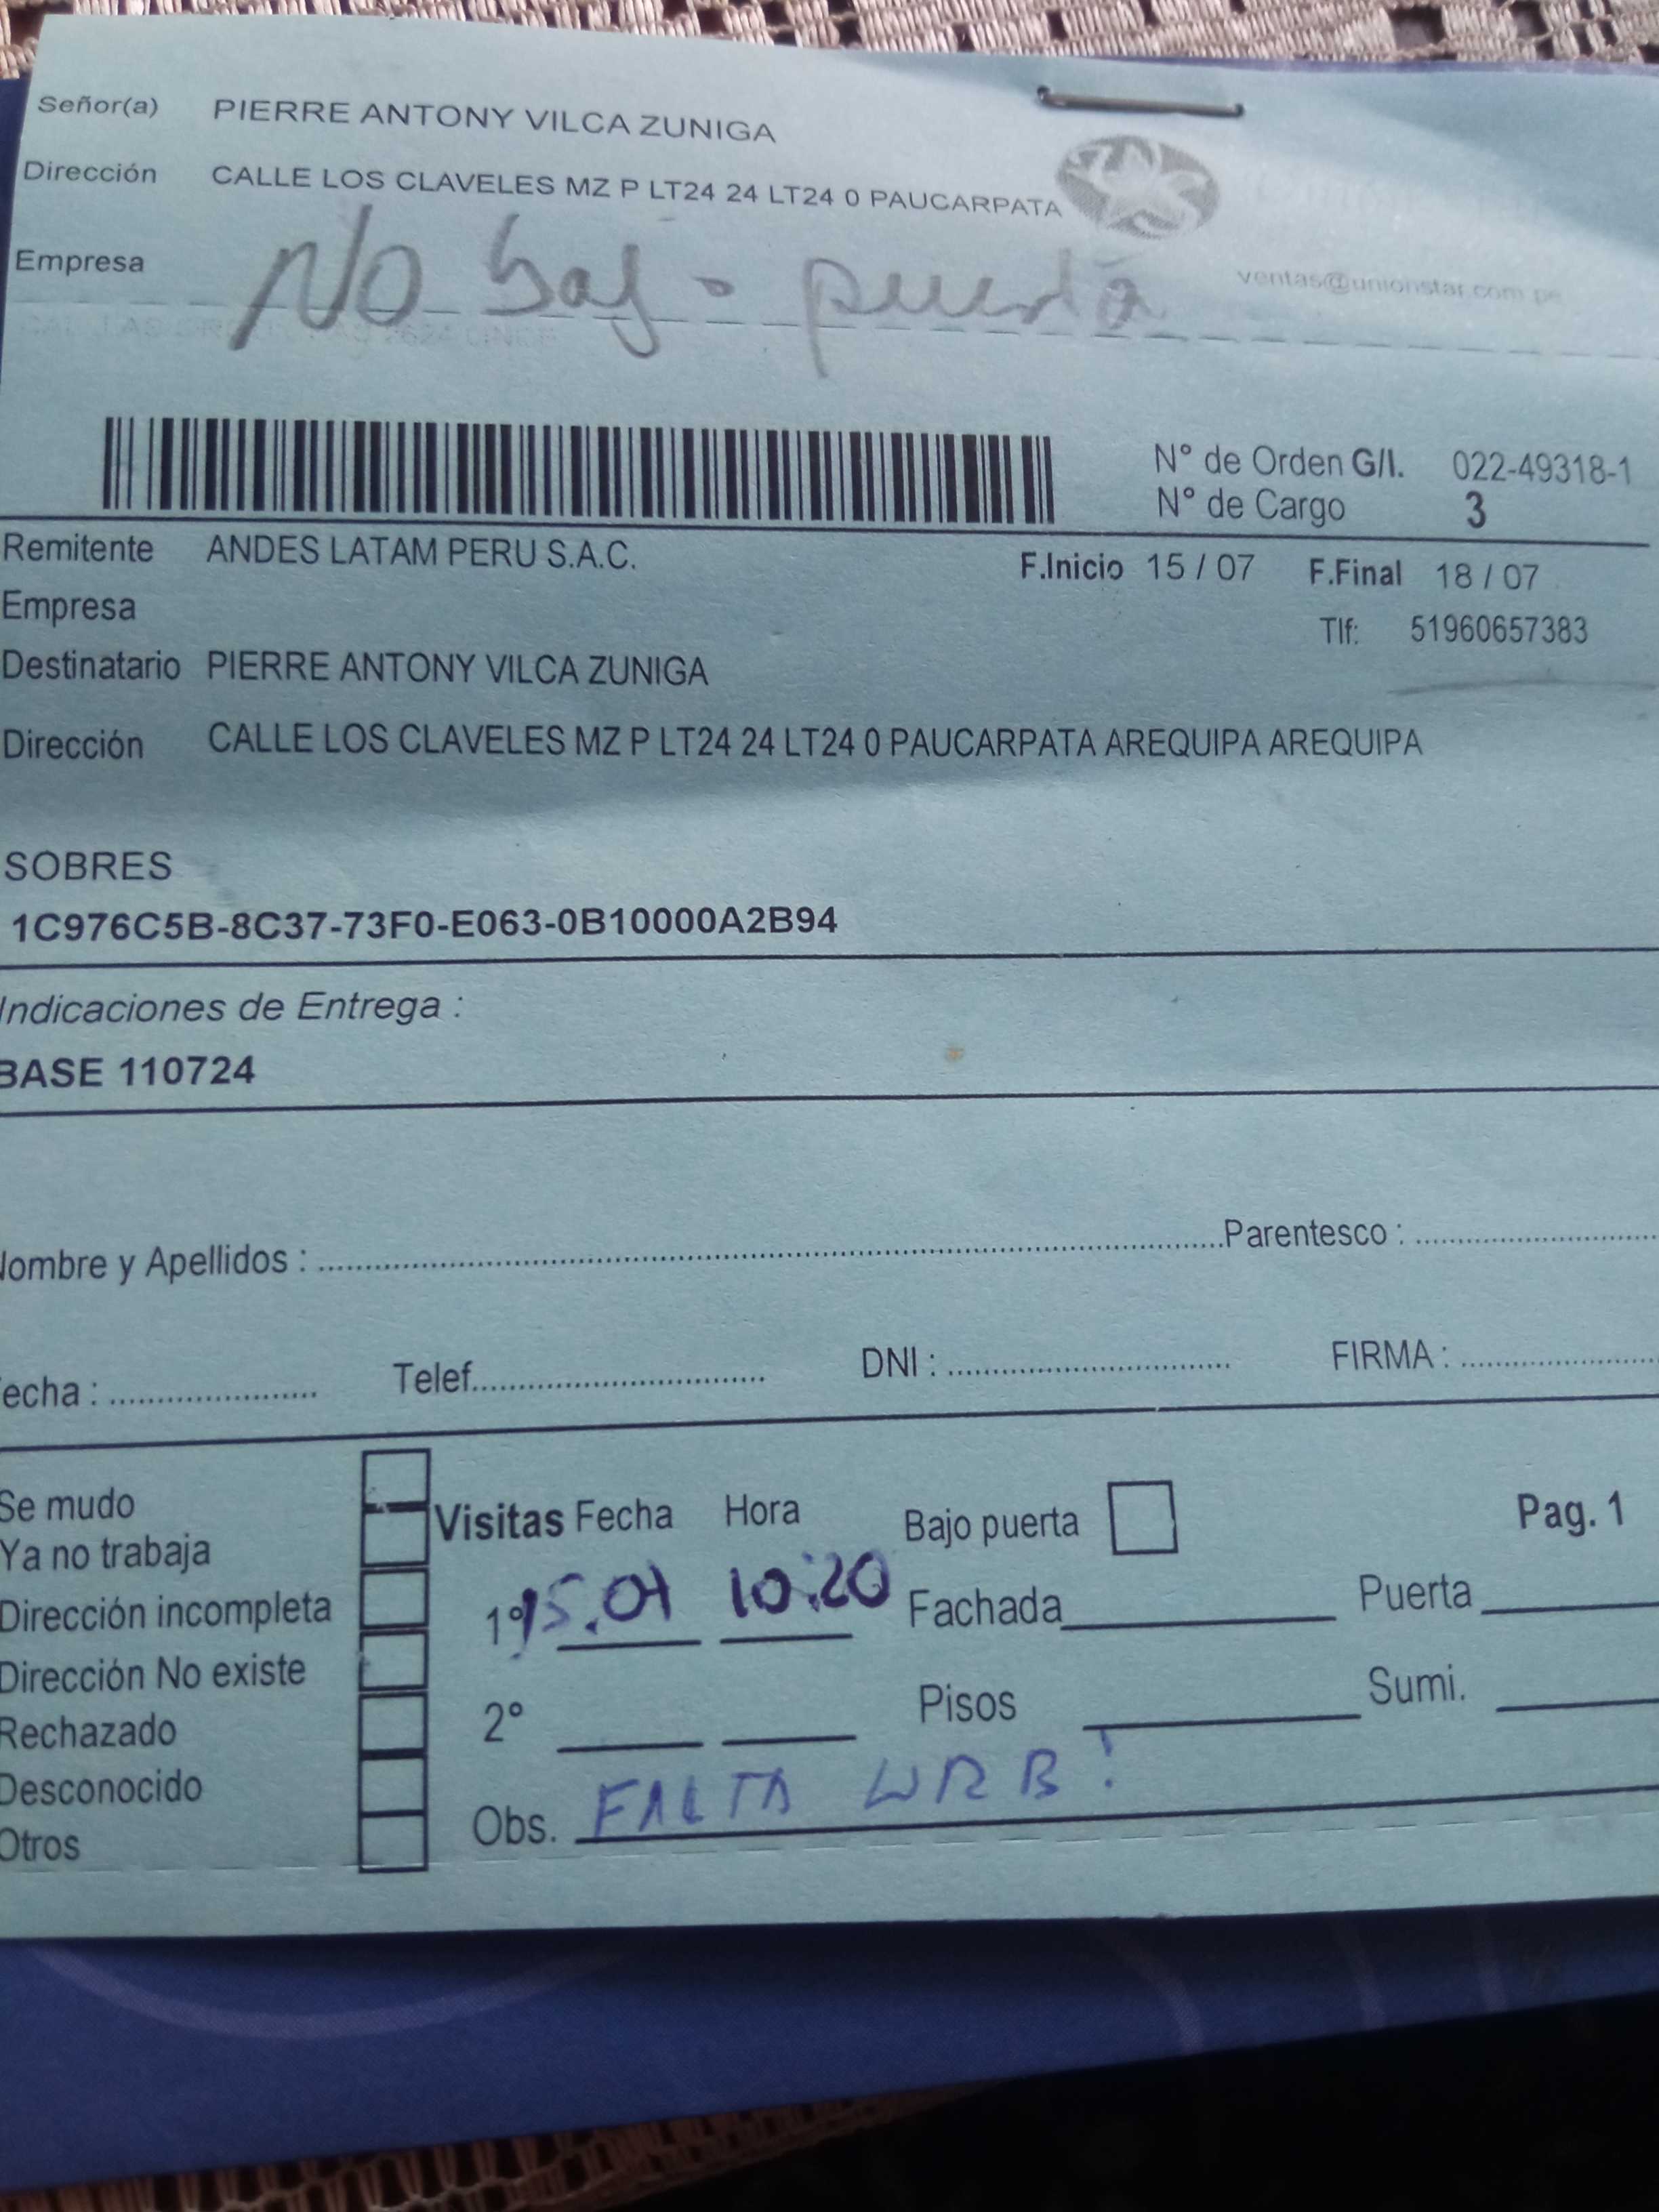 Señor(a) PIERRE ANTONY VILCA ZUNIGA
Dirección CALLE LOS CLAVELES MZ P LT24 24 LT24 0 PAUCARPATA
Empresa
No bajo puerta
ventas@unionstar.com.pe
N° de Orden G/I. 022-49318-1
N° de Cargo 3
Remitente ANDES LATAM PERU S.A.C. F.Inicio 15 / 07 F.Final 18 / 07
Empresa Tlf: 51960657383
Destinatario PIERRE ANTONY VILCA ZUNIGA
Dirección CALLE LOS CLAVELES MZ P LT24 24 LT24 0 PAUCARPATA AREQUIPA AREQUIPA
SOBRES
1C976C5B-8C37-73F0-E063-0B10000A2B94
Indicaciones de Entrega :
BASE 110724
Nombre y Apellidos : Parentesco :
echa : Telef. DNI : FIRMA :
Se mudo
Visitas Fecha Hora Bajo puerta Pag. 1
Ya no trabaja
Dirección incompleta
1° 15.07 10:20 Fachada Puerta
Dirección No existe
2° Pisos Sumi.
Rechazado
Desconocido
Obs. FALTA URB!
Otros